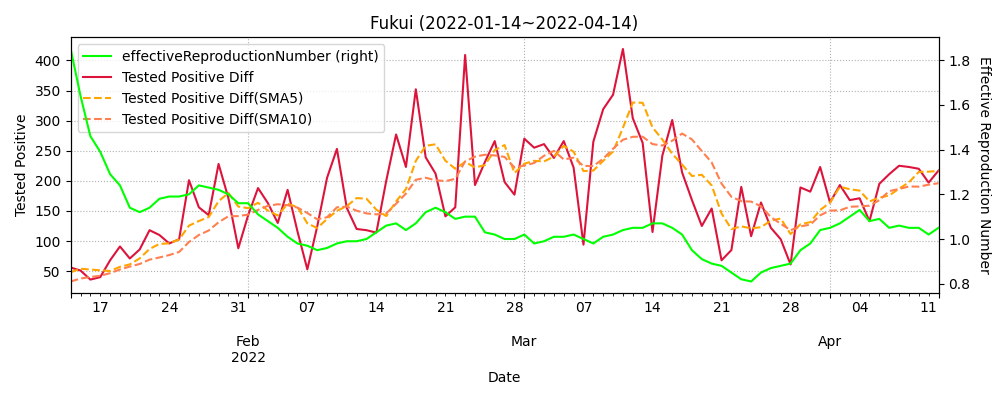 Fukui (2022-01-14~2022-04-14)
effectiveReproductionNumber (right)
Tested Positive Diff
Tested Positive Diff(SMA5)
Tested Positive Diff(SMA10)
Tested Positive
400
350
300
250
200
150
100
50
1.8
1.6
1.4
1.2
1.0
0.8
Effective Reproduction Number
17 24 31 07 14 21 28 07 14 21 28 04 11
Feb Mar Apr
2022
Date